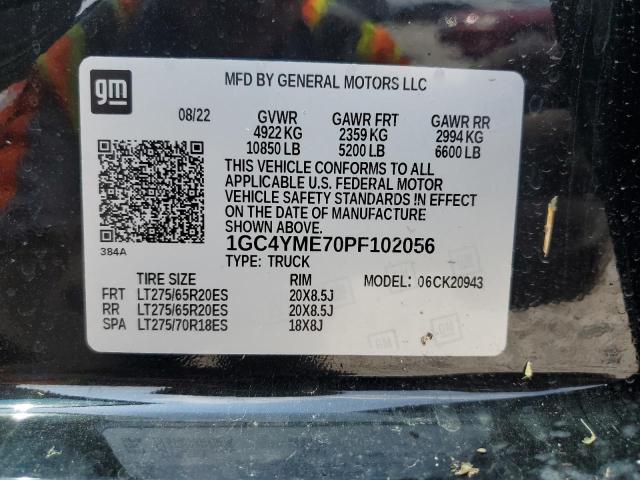 gm
MFD BY GENERAL MOTORS LLC
08/22 GVWR GAWR FRT GAWR RR
4922 KG 2359 KG 2994 KG
10850 LB 5200 LB 6600 LB
THIS VEHICLE CONFORMS TO ALL
APPLICABLE U.S. FEDERAL MOTOR
VEHICLE SAFETY STANDARDS IN EFFECT
ON THE DATE OF MANUFACTURE
SHOWN ABOVE.
384A
1GC4YME70PF102056
TYPE: TRUCK
TIRE SIZE RIM MODEL: 06CK20943
FRT LT275/65R20ES 20X8.5J
RR LT275/65R20ES 20X8.5J
SPA LT275/70R18ES 18X8J